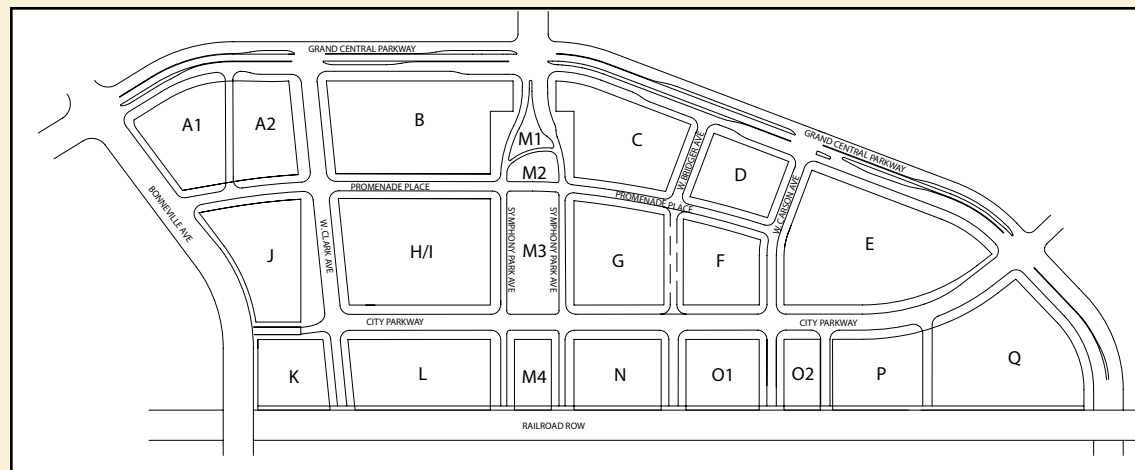 GRAND CENTRAL PARKWAY
A1
A2
B
M1
C
W. BRIDGER AVE
GRAND CENTRAL PARKWAY
M2
D
PROMENADE PLACE
PROMENADE PLACE
W. CARSON AVE
BONNEVILLE AVE
J
W. CLARK AVE
H/I
SYMPHONY PARK AVE
M3
SYMPHONY PARK AVE
G
F
E
CITY PARKWAY
CITY PARKWAY
K
L
M4
N
O1
O2
P
Q
RAILROAD ROW